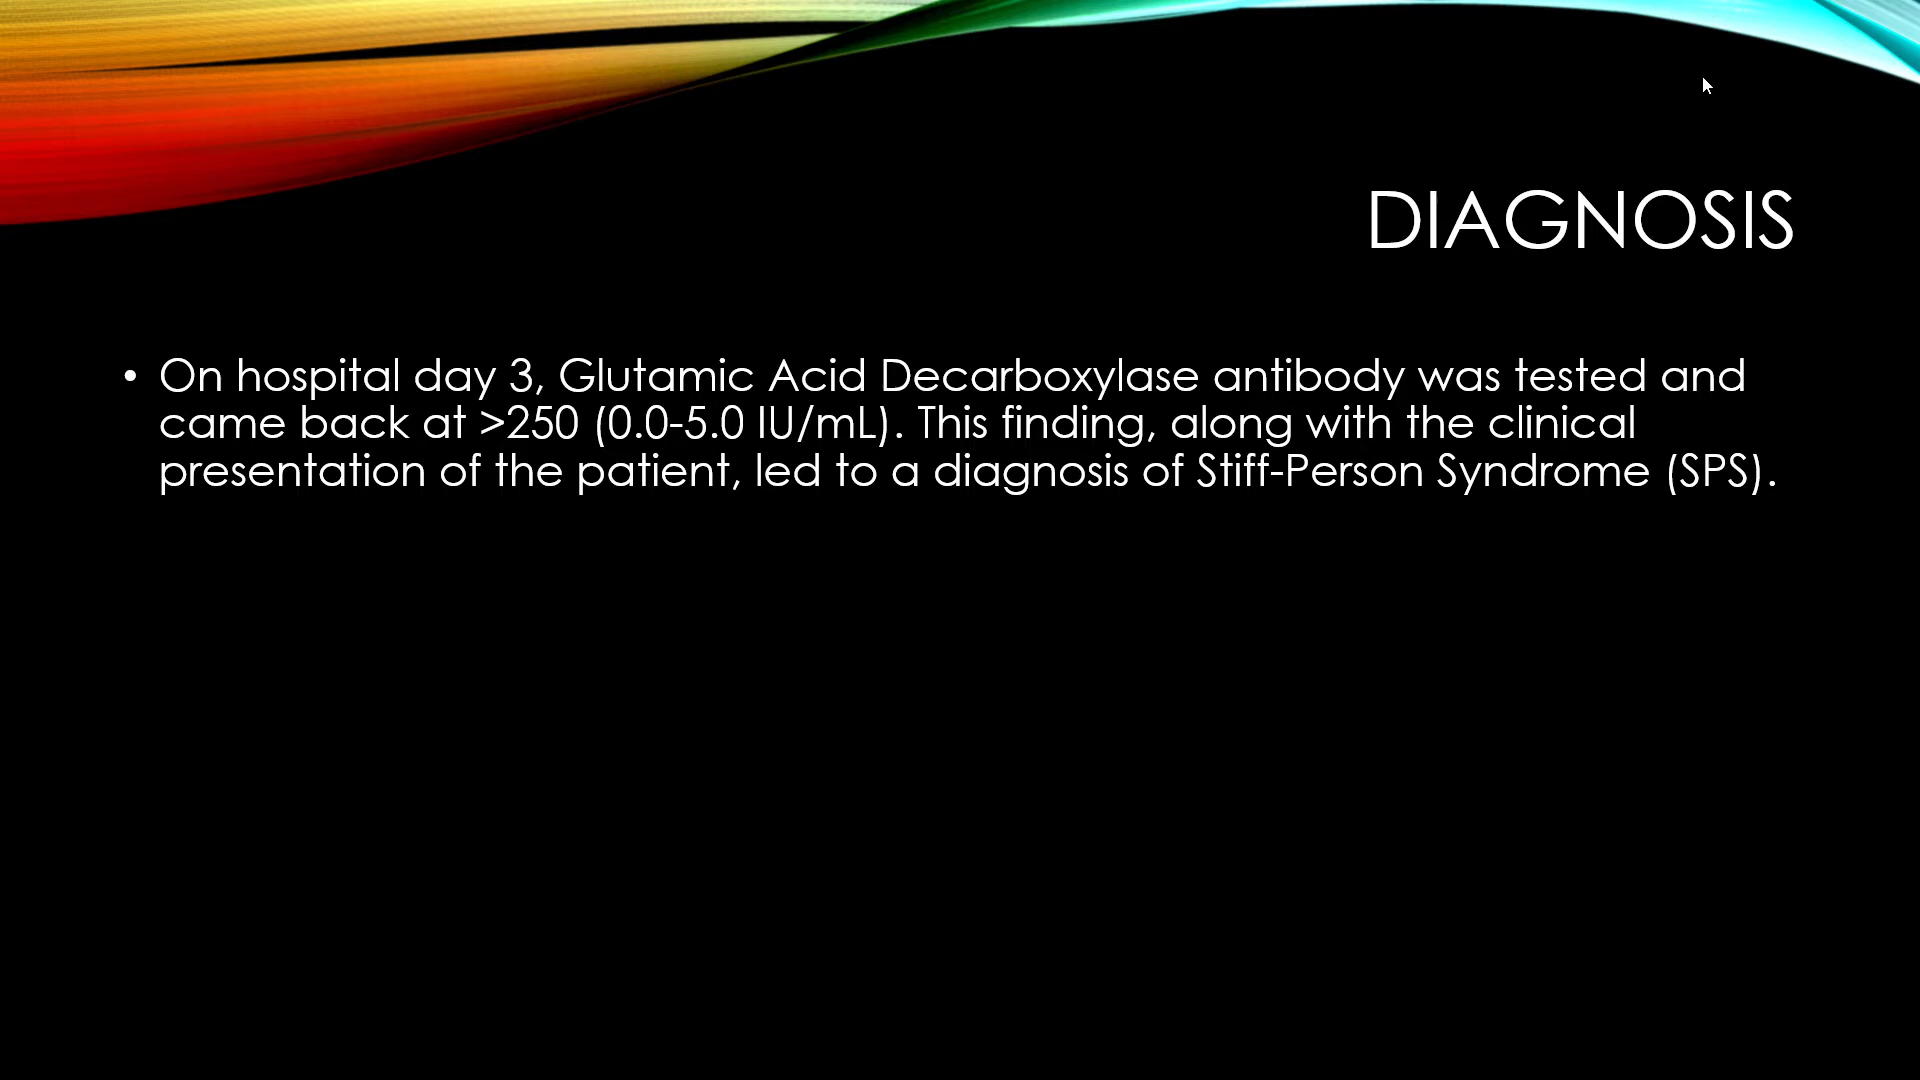 DIAGNOSIS
• On hospital day 3, Glutamic Acid Decarboxylase antibody was tested and
came back at >250 (0.0-5.0 IU/mL). This finding, along with the clinical
presentation of the patient, led to a diagnosis of Stiff-Person Syndrome (SPS).